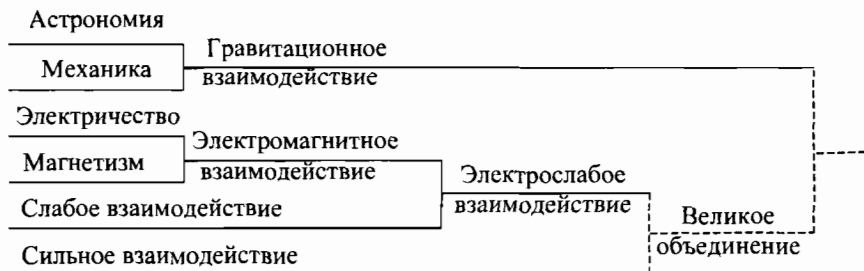 Астрономия
Гравитационное
Механика
взаимодействие
Электричество
Электромагнитное
Магнетизм
взаимодействие
Электрослабое
Слабое взаимодействие
взаимодействие
Великое
объединение
Сильное взаимодействие